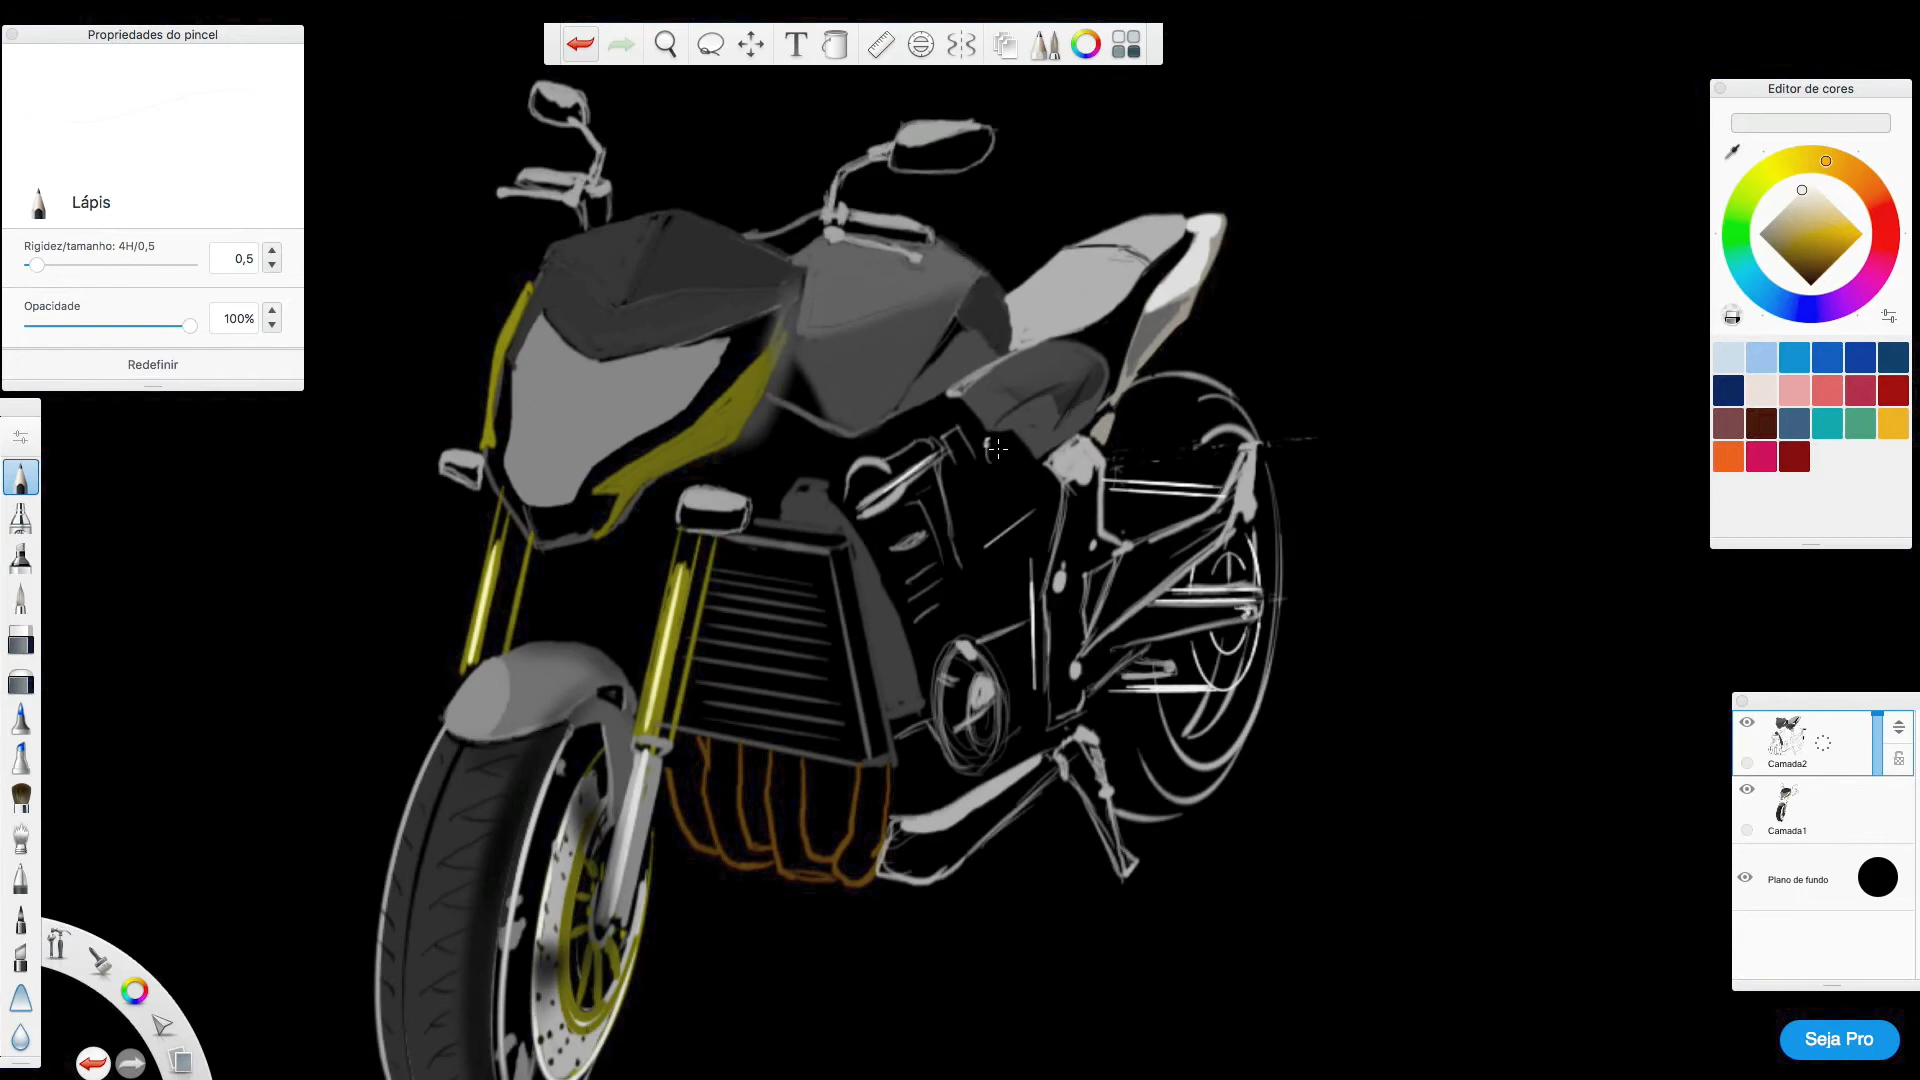 Propriedades do pincel
Lápis
Rigidez/tamanho: 4H/0,5
0,5
Opacidade
100%
Redefinir
T
Editor de cores
Camada2
Camada1
Plano de fundo
Seja Pro